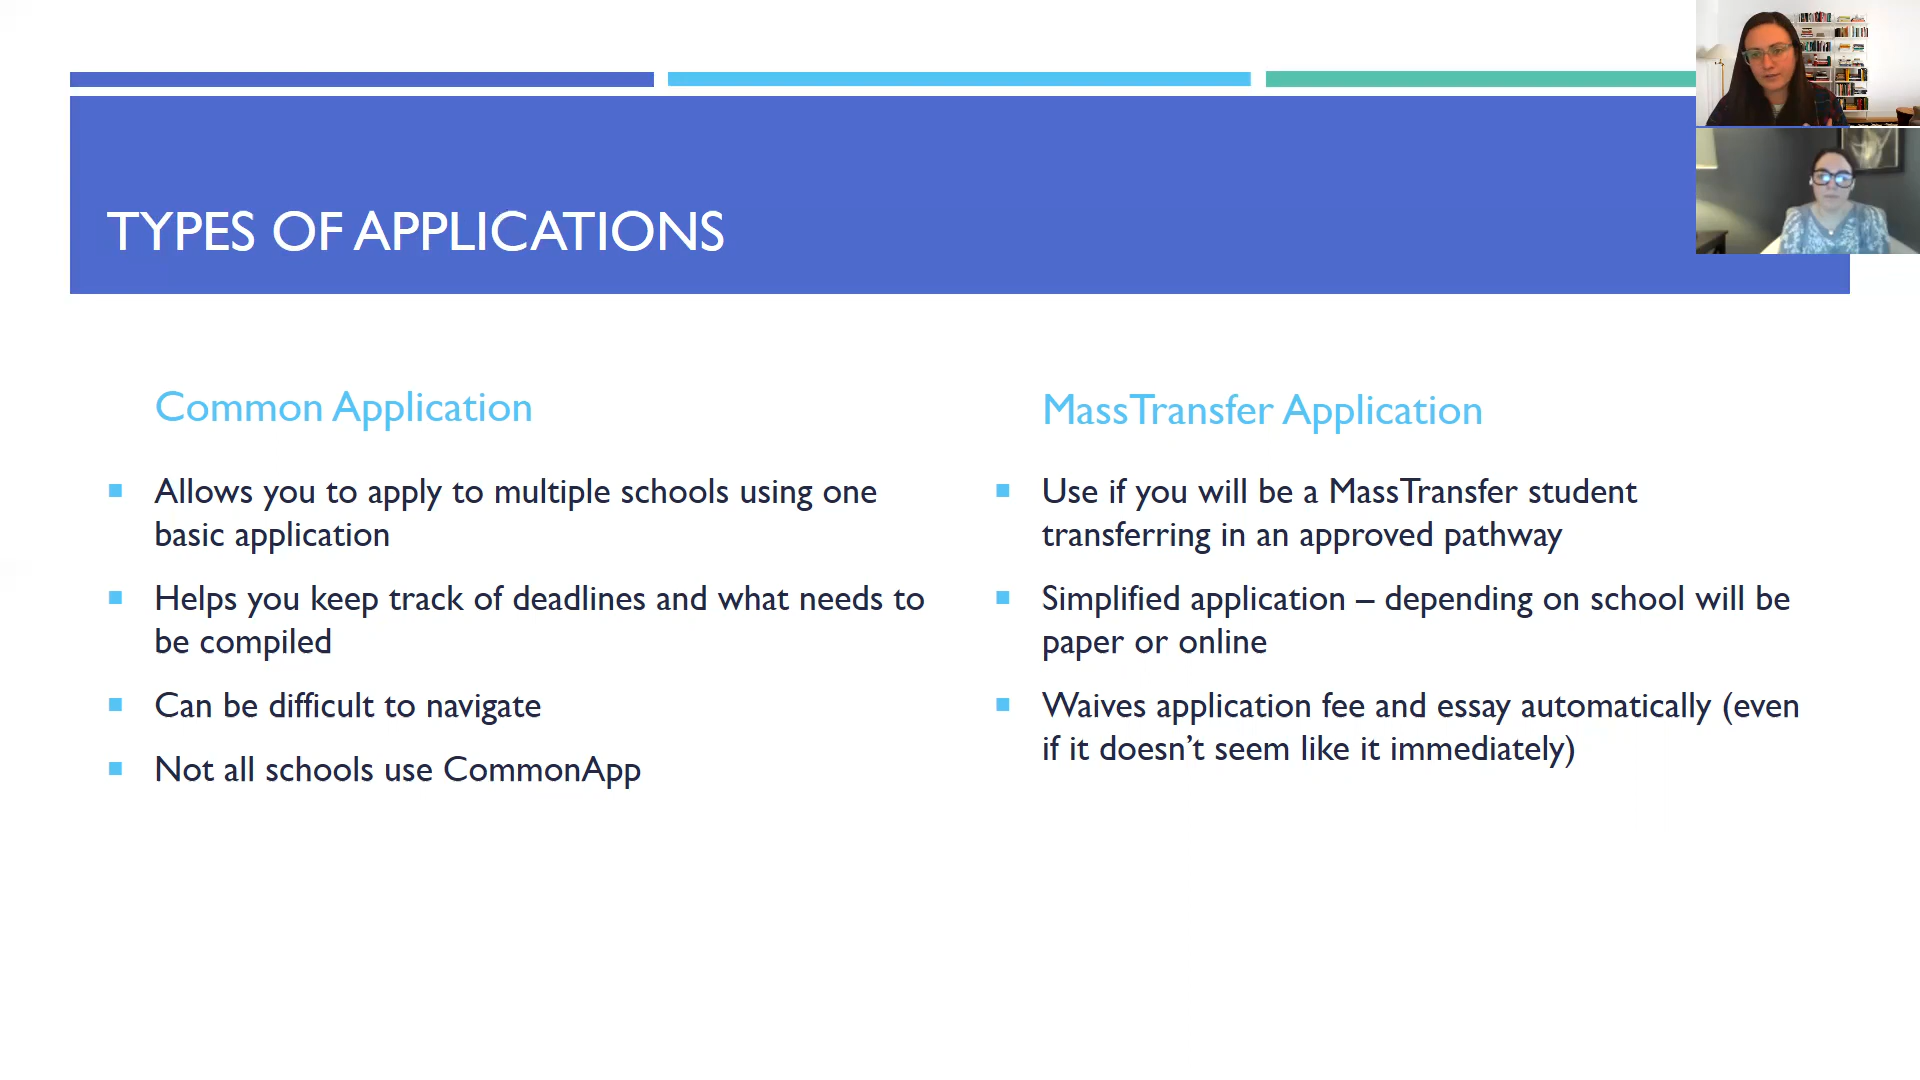 TYPES OF APPLICATIONS
Common Application
Allows you to apply to multiple schools using one
basic application
Helps you keep track of deadlines and what needs to
be compiled
Can be difficult to navigate
Not all schools use CommonApp
MassTransfer Application
Use if you will be a MassTransfer student
transferring in an approved pathway
Simplified application – depending on school will be
paper or online
Waives application fee and essay automatically (even
if it doesn’t seem like it immediately)